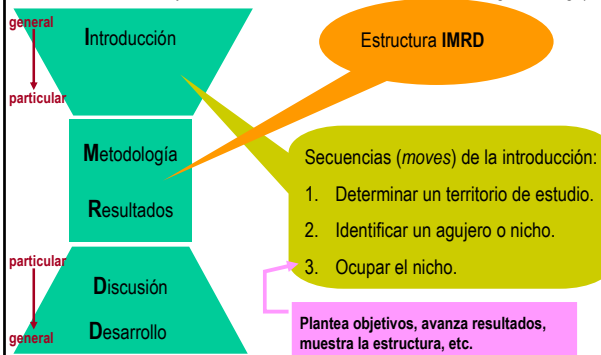 general
Introducción
particular
Estructura IMRD
Metodología
Resultados
Secuencias (moves) de la introducción:
1. Determinar un territorio de estudio.
2. Identificar un agujero o nicho.
3. Ocupar el nicho.
particular
Discusión
Desarrollo
general
Plantea objetivos, avanza resultados,
muestra la estructura, etc.